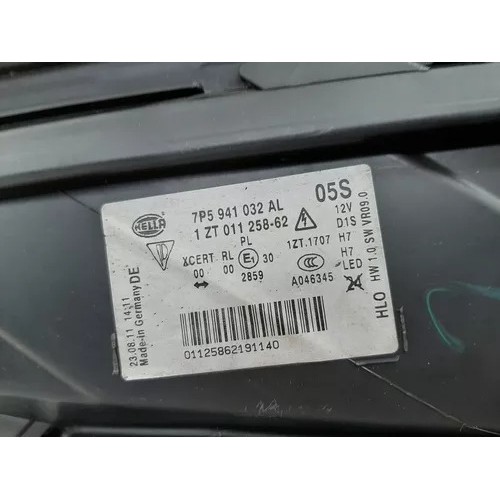 HELLA
7P5 941 032 AL
05S
1 ZT 011 258-62
12V
PL
D1S
XCERT RL E1 30
1ZT.1707
H7
00 00 2859
CCC
H7
LED
A046345
24
HLO HW 1.0 SW VR09.0
23.08.11 14:11
Made-in Germany DE
01125862191140